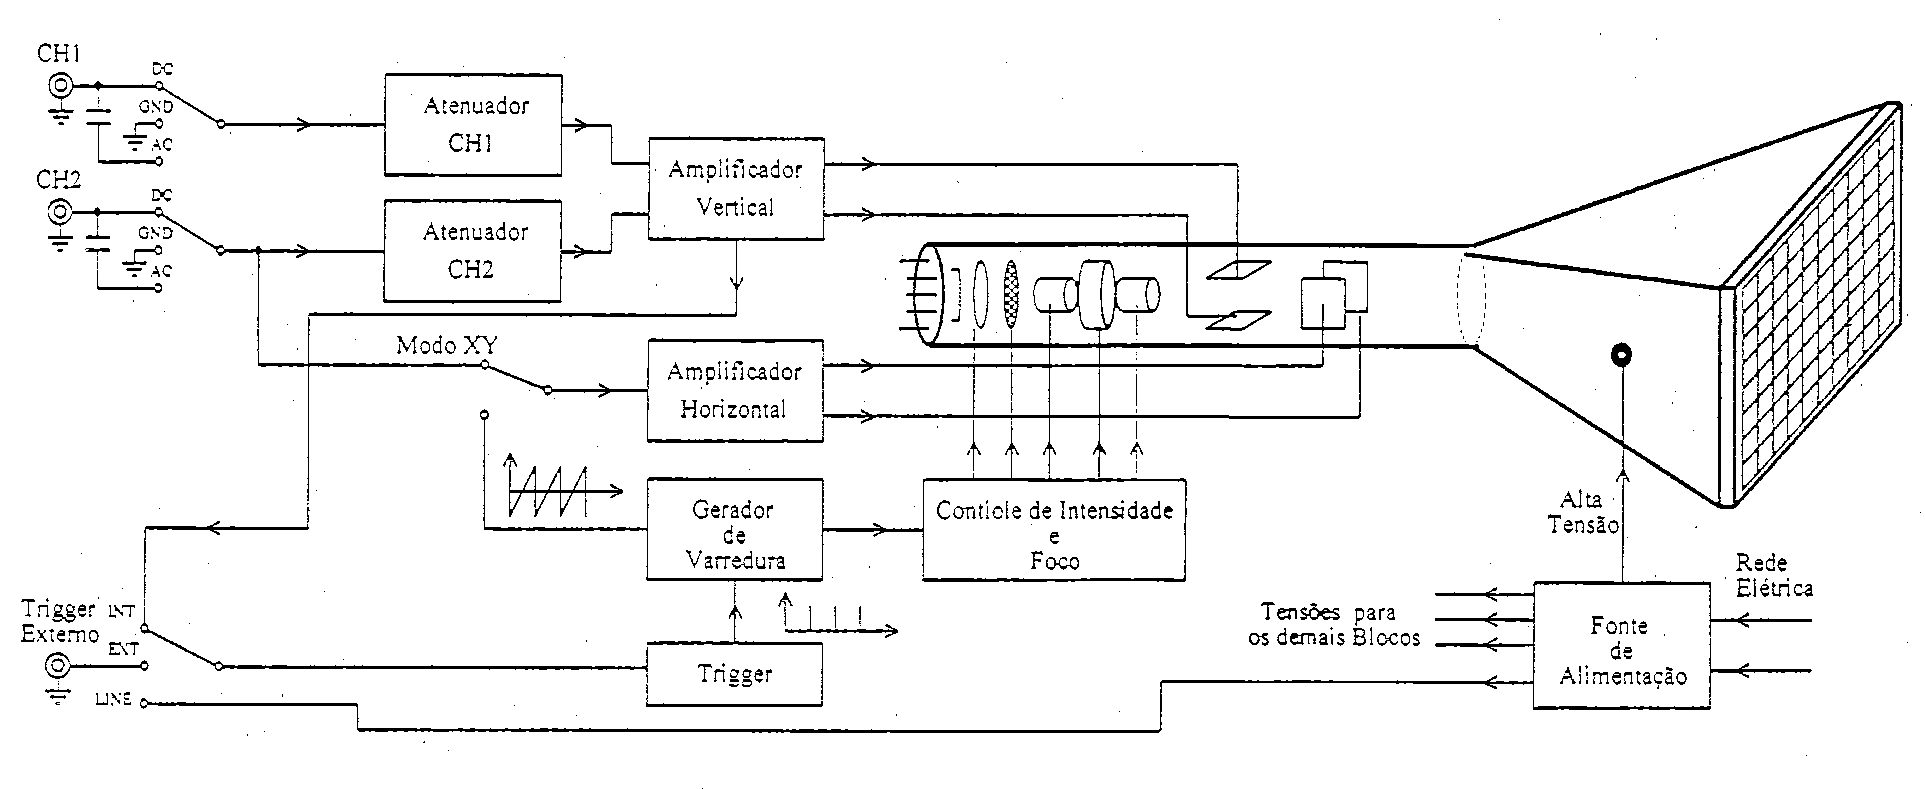 CH1
DC
GND
AC
Atenuador
CH1
CH2
DC
GND
AC
Atenuador
CH2
Amplificador
Vertical
Modo XY
Amplificador
Horizontal
Gerador
de
Varredura
Controle de Intensidade
e
Foco
Alta
Tensão
Rede
Elétrica
Trigger INT
Externo
EXT
LINE
Trigger
Tensões para
os demais Blocos
Fonte
de
Alimentação